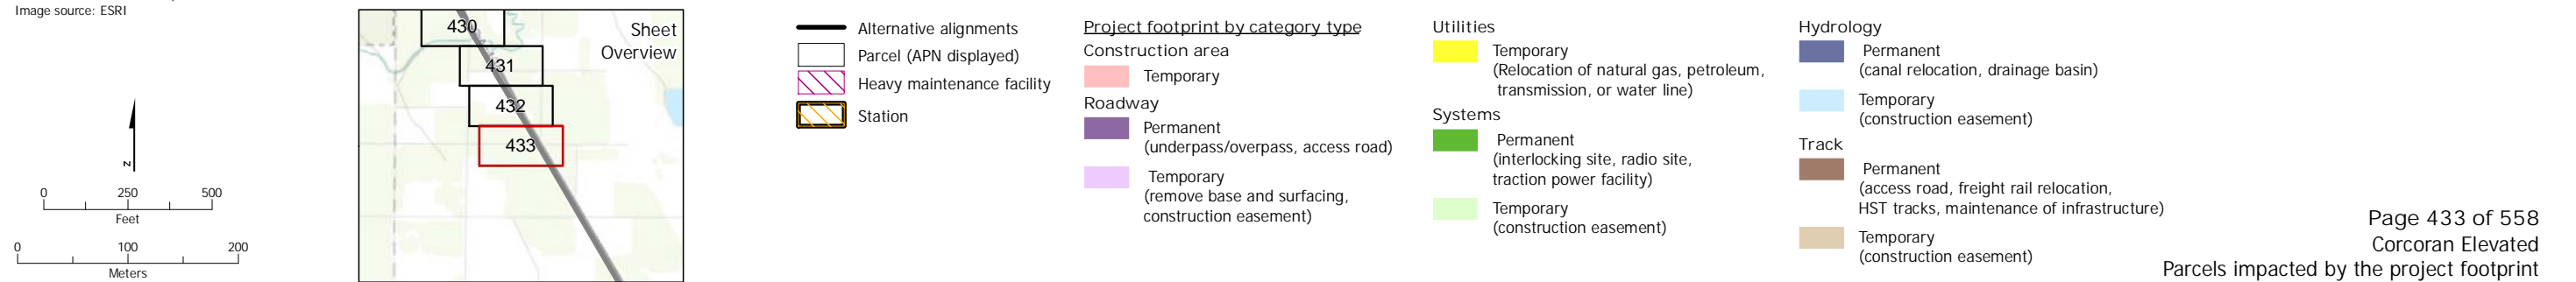 Image source: ESRI
N
0 250 500
Feet
0 100 200
Meters
Sheet
Overview
430
431
432
433
Alternative alignments
Parcel (APN displayed)
Heavy maintenance facility
Station
Project footprint by category type
Construction area
Temporary
Roadway
Permanent
(underpass/overpass, access road)
Temporary
(remove base and surfacing,
construction easement)
Utilities
Temporary
(Relocation of natural gas, petroleum,
transmission, or water line)
Systems
Permanent
(interlocking site, radio site,
traction power facility)
Temporary
(construction easement)
Hydrology
Permanent
(canal relocation, drainage basin)
Temporary
(construction easement)
Track
Permanent
(access road, freight rail relocation,
HST tracks, maintenance of infrastructure)
Temporary
(construction easement)
Page 433 of 558
Corcoran Elevated
Parcels impacted by the project footprint